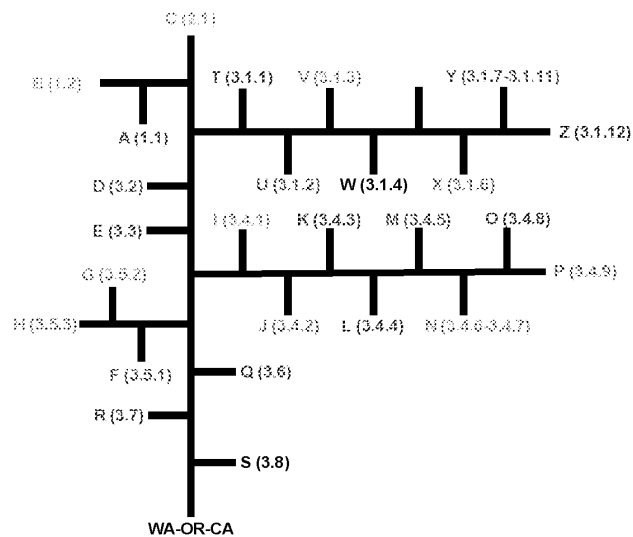 C (2.1)
B (1.2)
T (3.1.1)
V (3.1.3)
Y (3.1.7-3.1.11)
A (1.1)
Z (3.1.12)
D (3.2)
U (3.1.2)
W (3.1.4)
X (3.1.6)
E (3.3)
I (3.4.1)
K (3.4.3)
M (3.4.5)
O (3.4.8)
G (3.5.2)
P (3.4.9)
H (3.5.3)
J (3.4.2)
L (3.4.4)
N (3.4.6-3.4.7)
F (3.5.1)
Q (3.6)
R (3.7)
S (3.8)
WA-OR-CA